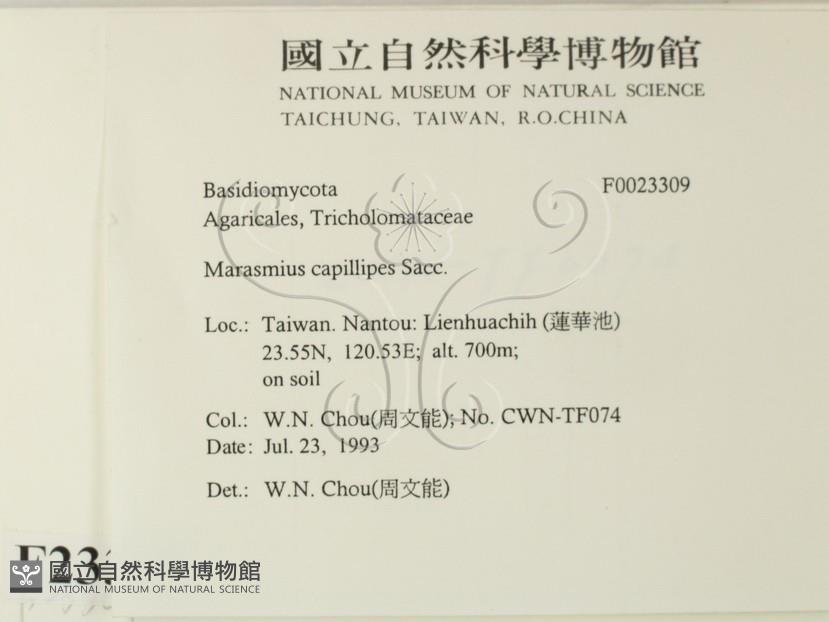 國立自然科學博物館
NATIONAL MUSEUM OF NATURAL SCIENCE
TAICHUNG, TAIWAN, R.O.CHINA
Basidiomycota F0023309
Agaricales, Tricholomataceae
Marasmius capillipes Sacc.
Loc.: Taiwan. Nantou: Lienhuachih (蓮華池)
23.55N, 120.53E; alt. 700m;
on soil
Col.: W.N. Chou(周文能); No. CWN-TF074
Date: Jul. 23, 1993
Det.: W.N. Chou(周文能)
F23
國立自然科學博物館
NATIONAL MUSEUM OF NATURAL SCIENCE